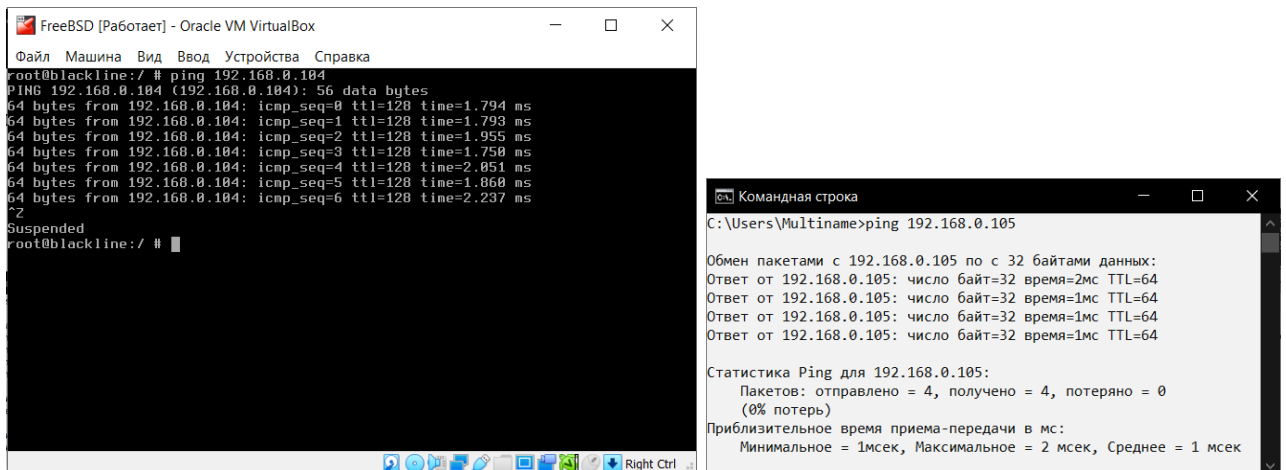 FreeBSD [Работает] - Oracle VM VirtualBox
Файл Машина Вид Ввод Устройства Справка
root@blackline:/ # ping 192.168.0.104
PING 192.168.0.104 (192.168.0.104): 56 data bytes
64 bytes from 192.168.0.104: icmp_seq=0 ttl=128 time=1.794 ms
64 bytes from 192.168.0.104: icmp_seq=1 ttl=128 time=1.793 ms
64 bytes from 192.168.0.104: icmp_seq=2 ttl=128 time=1.955 ms
64 bytes from 192.168.0.104: icmp_seq=3 ttl=128 time=1.750 ms
64 bytes from 192.168.0.104: icmp_seq=4 ttl=128 time=2.051 ms
64 bytes from 192.168.0.104: icmp_seq=5 ttl=128 time=1.860 ms
64 bytes from 192.168.0.104: icmp_seq=6 ttl=128 time=2.237 ms
^Z
Suspended
root@blackline:/ #
Right Ctrl
Командная строка
C:\Users\Multiname>ping 192.168.0.105
Обмен пакетами с 192.168.0.105 по с 32 байтами данных:
Ответ от 192.168.0.105: число байт=32 время=2мс TTL=64
Ответ от 192.168.0.105: число байт=32 время=1мс TTL=64
Ответ от 192.168.0.105: число байт=32 время=1мс TTL=64
Ответ от 192.168.0.105: число байт=32 время=1мс TTL=64
Статистика Ping для 192.168.0.105:
Пакетов: отправлено = 4, получено = 4, потеряно = 0
(0% потерь)
Приблизительное время приема-передачи в мс:
Минимальное = 1мсек, Максимальное = 2 мсек, Среднее = 1 мсек